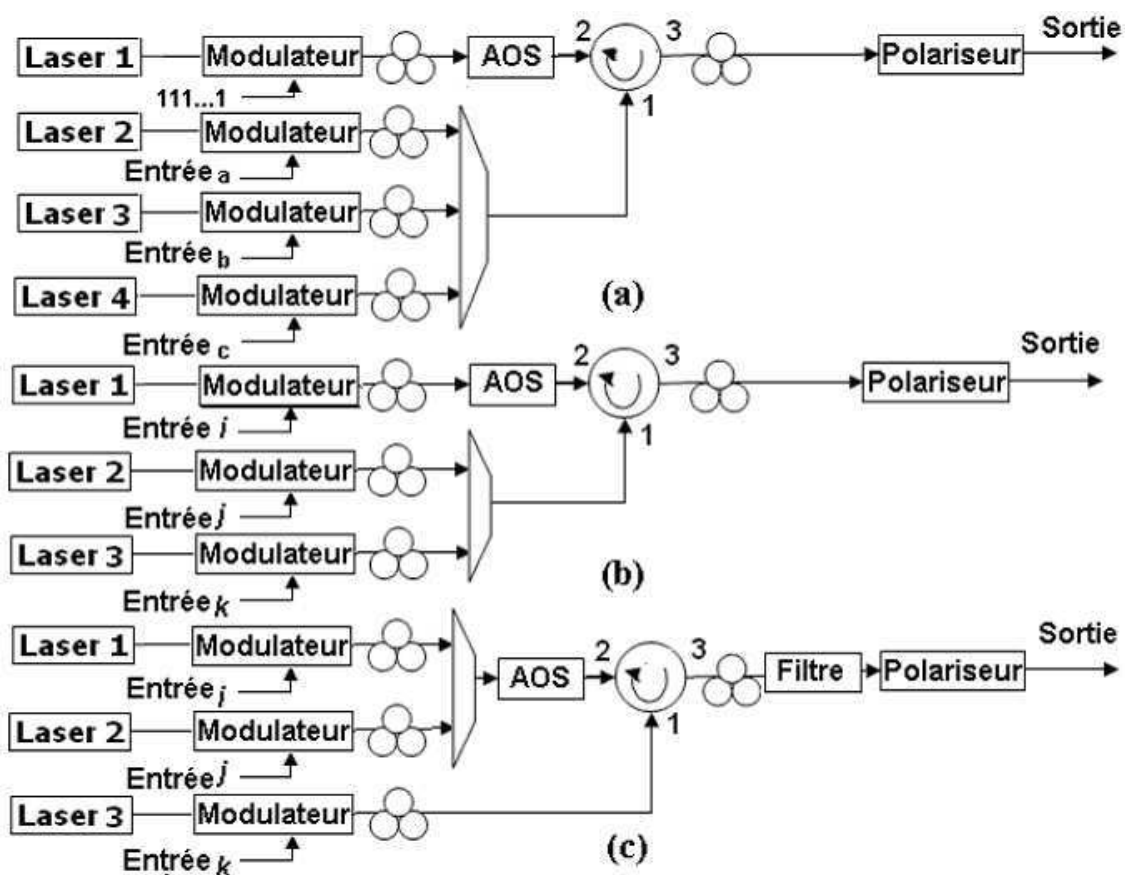 Laser 1 Modulateur AOS 2 3 Polariseur Sortie
111...1 1
Laser 2 Modulateur
Entrée a
Laser 3 Modulateur
Entrée b
Laser 4 Modulateur (a)
Entrée c
Laser 1 Modulateur AOS 2 3 Polariseur Sortie
Entrée i 1
Laser 2 Modulateur
Entrée j
Laser 3 Modulateur (b)
Entrée k
Laser 1 Modulateur AOS 2 3 Filtre Polariseur Sortie
Entrée i 1
Laser 2 Modulateur
Entrée j
Laser 3 Modulateur (c)
Entrée k